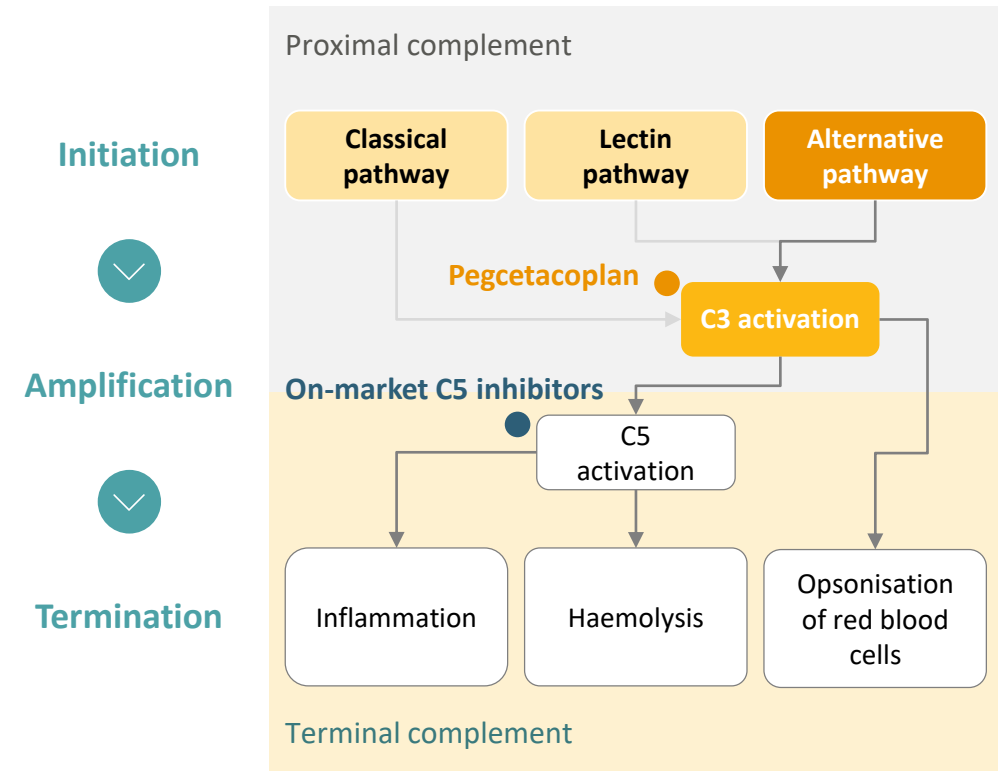 Proximal complement
Initiation
Classical
pathway
Lectin
pathway
Alternative
pathway
Pegcetacoplan
C3 activation
Amplification
On-market C5 inhibitors
C5
activation
Termination
Inflammation
Haemolysis
Opsonisation
of red blood
cells
Terminal complement